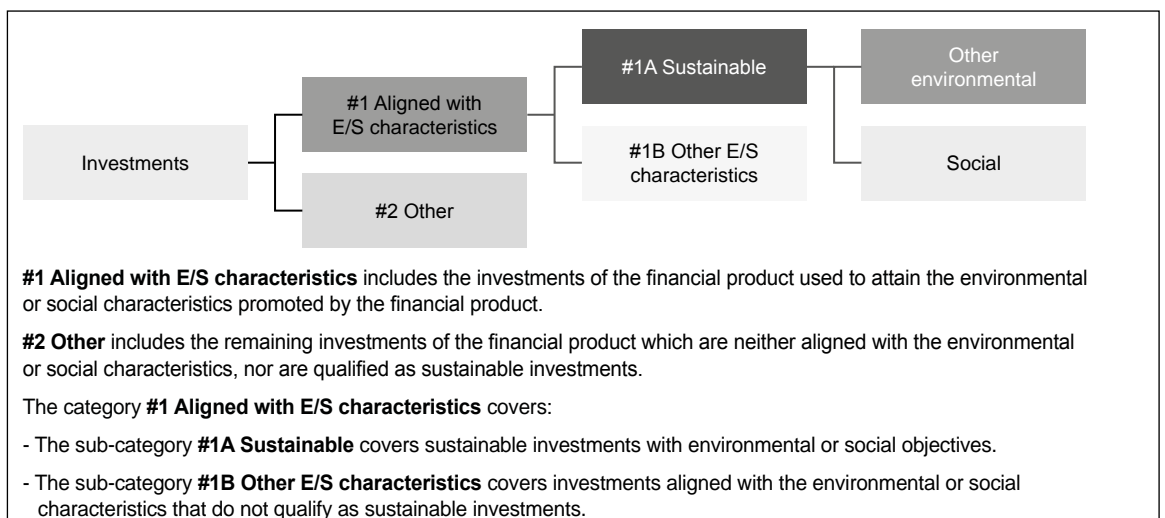 #1A Sustainable
Other
environmental
#1 Aligned with
E/S characteristics
Investments
#1B Other E/S
characteristics
Social
#2 Other
#1 Aligned with E/S characteristics includes the investments of the financial product used to attain the environmental
or social characteristics promoted by the financial product.
#2 Other includes the remaining investments of the financial product which are neither aligned with the environmental
or social characteristics, nor are qualified as sustainable investments.
The category #1 Aligned with E/S characteristics covers:
- The sub-category #1A Sustainable covers sustainable investments with environmental or social objectives.
- The sub-category #1B Other E/S characteristics covers investments aligned with the environmental or social
characteristics that do not qualify as sustainable investments.